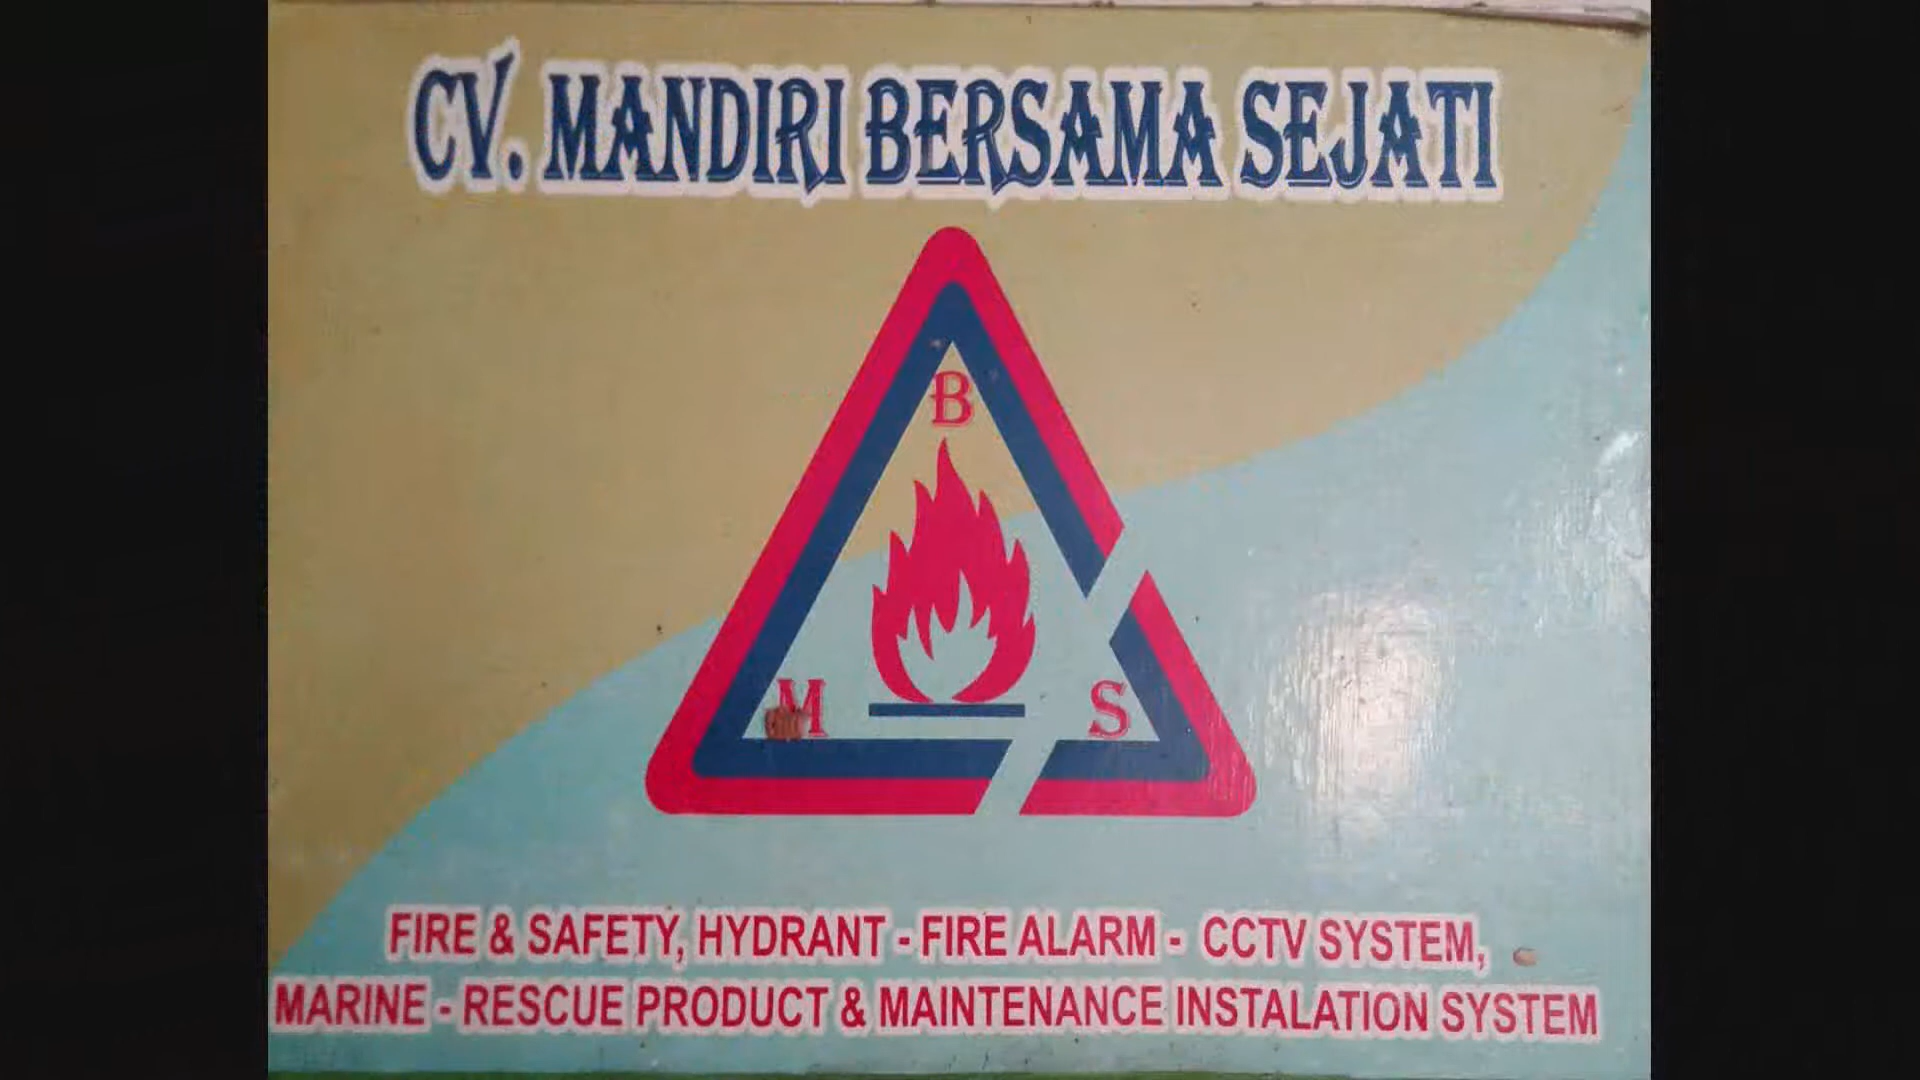 CV. MANDIRI BERSAMA SEJATI
B
M
S
FIRE & SAFETY, HYDRANT - FIRE ALARM - CCTV SYSTEM,
MARINE - RESCUE PRODUCT & MAINTENANCE INSTALATION SYSTEM